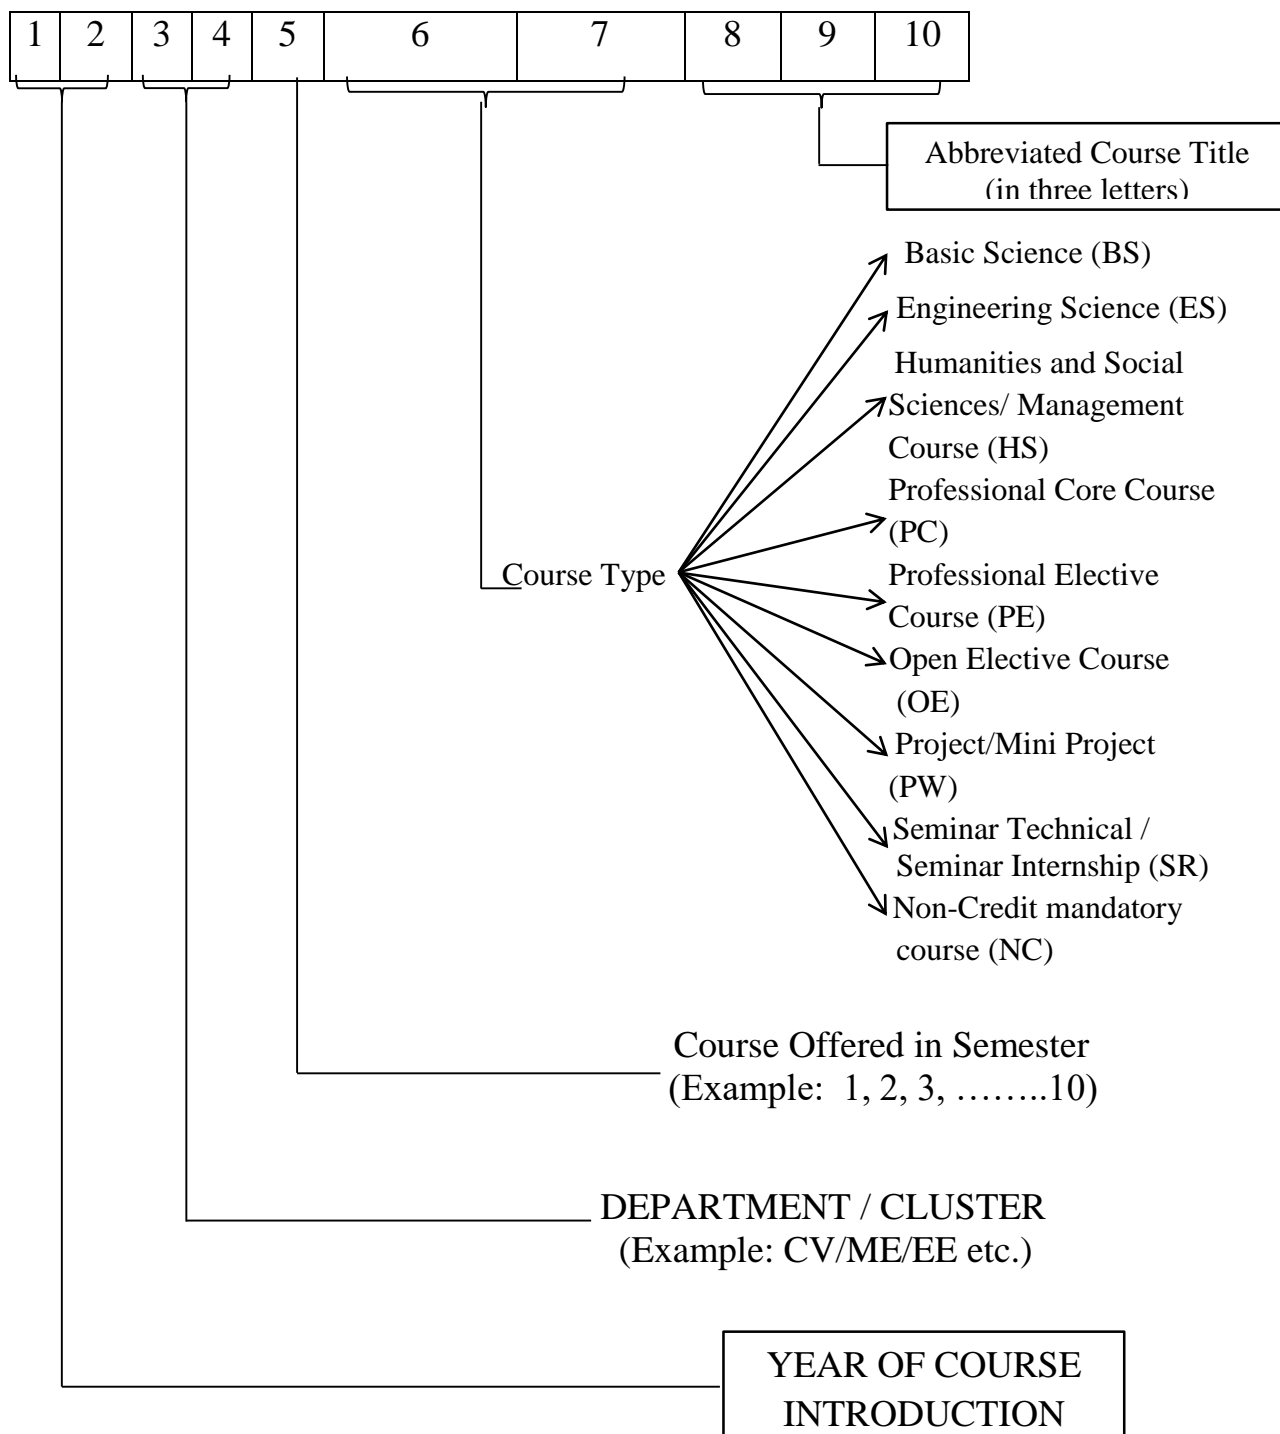 1 2 3 4 5 6 7 8 9 10
Abbreviated Course Title
(in three letters)
Basic Science (BS)
Engineering Science (ES)
Humanities and Social
Sciences/ Management
Course (HS)
Professional Core Course
(PC)
Course Type
Professional Elective
Course (PE)
Open Elective Course
(OE)
Project/Mini Project
(PW)
Seminar Technical /
Seminar Internship (SR)
Non-Credit mandatory
course (NC)
Course Offered in Semester
(Example:  1, 2, 3, ……..10)
DEPARTMENT / CLUSTER
(Example: CV/ME/EE etc.)
YEAR OF COURSE
INTRODUCTION